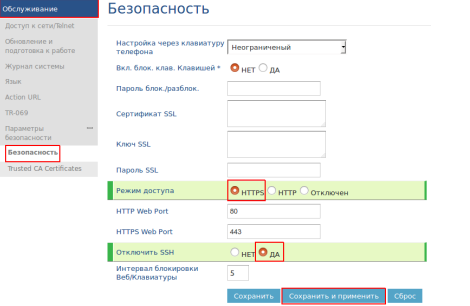 Обслуживание
Доступ к сети/Telnet
Обновление и
подготовка к работе
Журнал системы
Язык
Action URL
TR-069
Параметры
безопасности
Безопасность
Trusted CA Certificates
Безопасность
Настройка через клавиатуру
телефона
Неограниченый
Вкл. блок. клав. Клавишей *
НЕТ ДА
Пароль блок./разблок.
Сертификат SSL
Ключ SSL
Пароль SSL
Режим доступа
HTTPS HTTP Отключен
HTTP Web Port
80
HTTPS Web Port
443
Отключить SSH
НЕТ ДА
Интервал блокировки
Веб/Клавиатуры
5
Сохранить Сохранить и применить Сброс